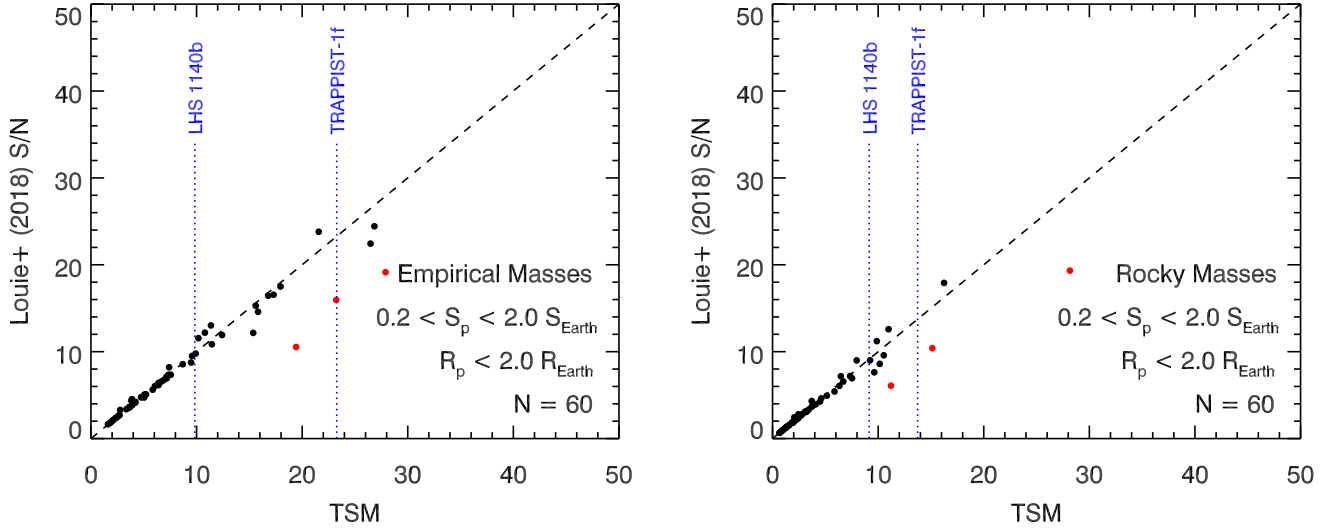 50
40
30
20
10
0
Louie+ (2018) S/N
LHS 1140b
TRAPPIST-1f
Empirical Masses
0.2 < Sp < 2.0 SEarth
Rp < 2.0 REarth
N = 60
0 10 20 30 40 50
TSM
50
40
30
20
10
0
Louie+ (2018) S/N
LHS 1140b
TRAPPIST-1f
Rocky Masses
0.2 < Sp < 2.0 SEarth
Rp < 2.0 REarth
N = 60
0 10 20 30 40 50
TSM